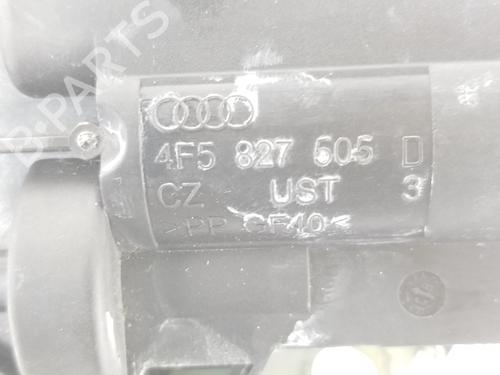 B-PARTS
4F5 827 505 D
CZ UST 3
>PP GF40<